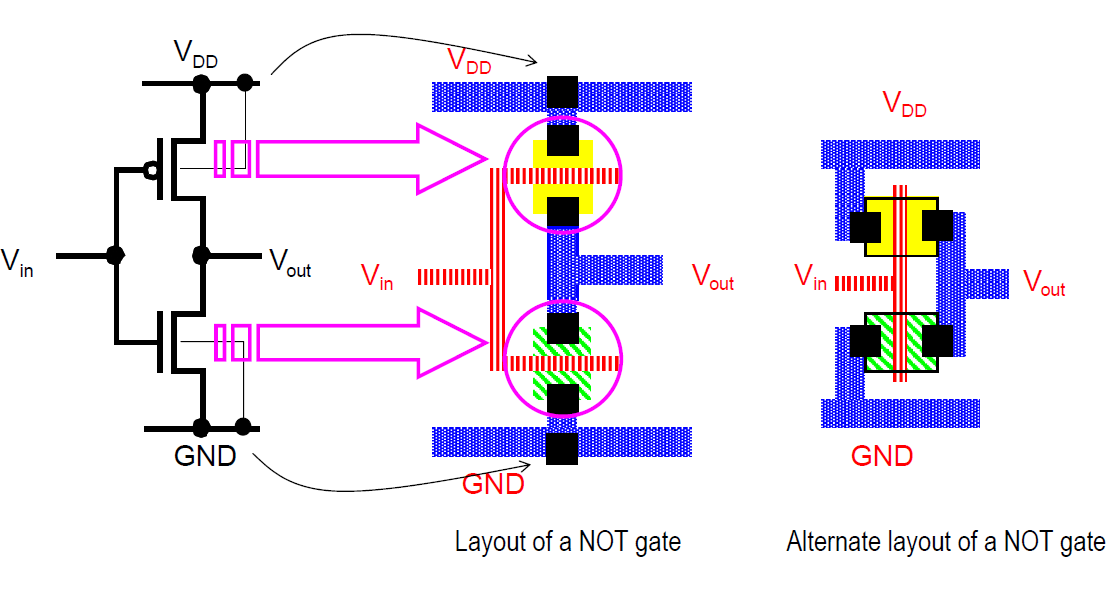 VDD
Vin
Vout
GND
VDD
Vin
Vout
GND
Layout of a NOT gate
VDD
Vin
Vout
GND
Alternate layout of a NOT gate